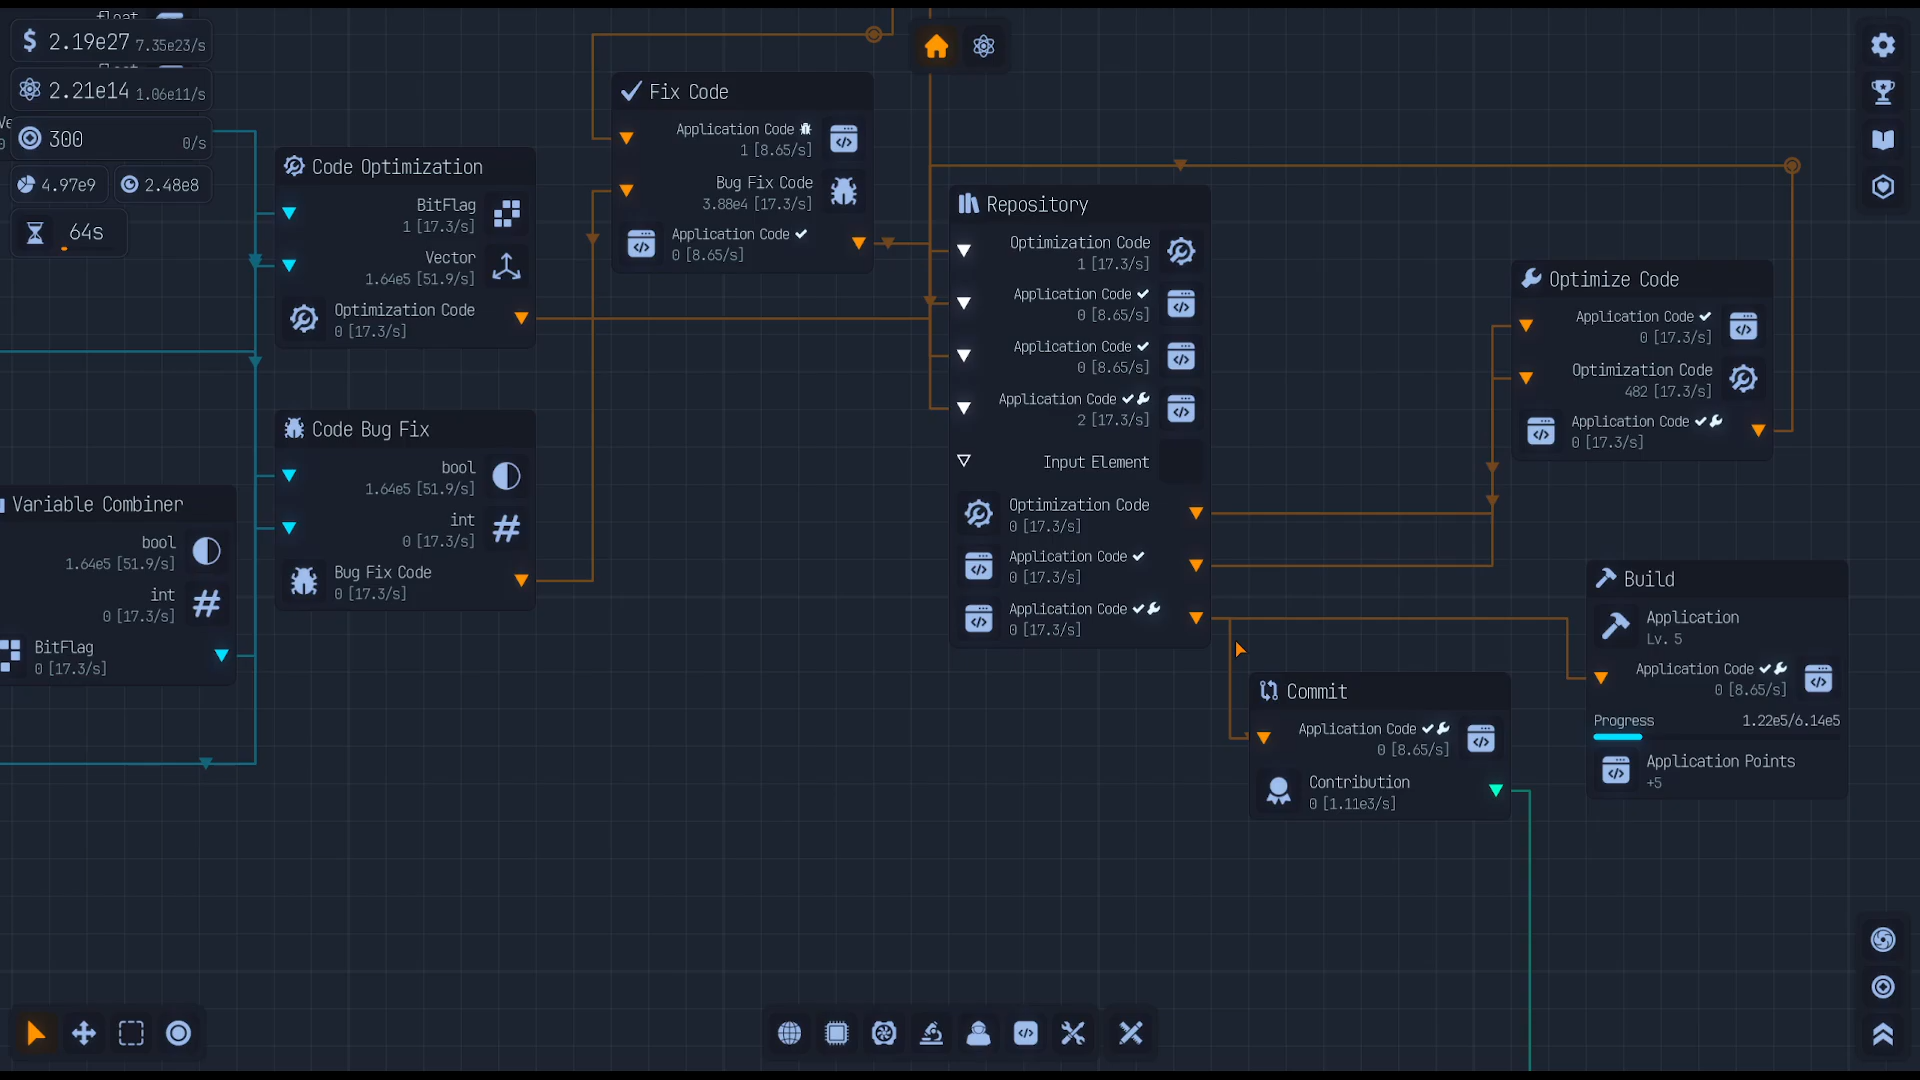 float
$ 2.19e27 7.35e23/s
2.21e14 1.06e11/s
300 0/s
4.97e9 2.48e8
64s
Code Optimization
BitFlag
1 [17.3/s]
Vector
1.64e5 [51.9/s]
Optimization Code
0 [17.3/s]
Code Bug Fix
bool
1.64e5 [51.9/s]
int
0 [17.3/s]
Bug Fix Code
0 [17.3/s]
Variable Combiner
bool
1.64e5 [51.9/s]
int
0 [17.3/s]
BitFlag
0 [17.3/s]
Fix Code
Application Code
1 [8.65/s]
Bug Fix Code
3.88e4 [17.3/s]
Application Code
0 [8.65/s]
Repository
Optimization Code
1 [17.3/s]
Application Code
0 [8.65/s]
Application Code
0 [8.65/s]
Application Code
2 [17.3/s]
Input Element
Optimization Code
0 [17.3/s]
Application Code
0 [17.3/s]
Application Code
0 [17.3/s]
Optimize Code
Application Code
0 [17.3/s]
Optimization Code
482 [17.3/s]
Application Code
0 [17.3/s]
Build
Application
Lv. 5
Application Code
0 [8.65/s]
Progress 1.22e5/6.14e5
Application Points
+5
Commit
Application Code
0 [8.65/s]
Contribution
0 [1.11e3/s]